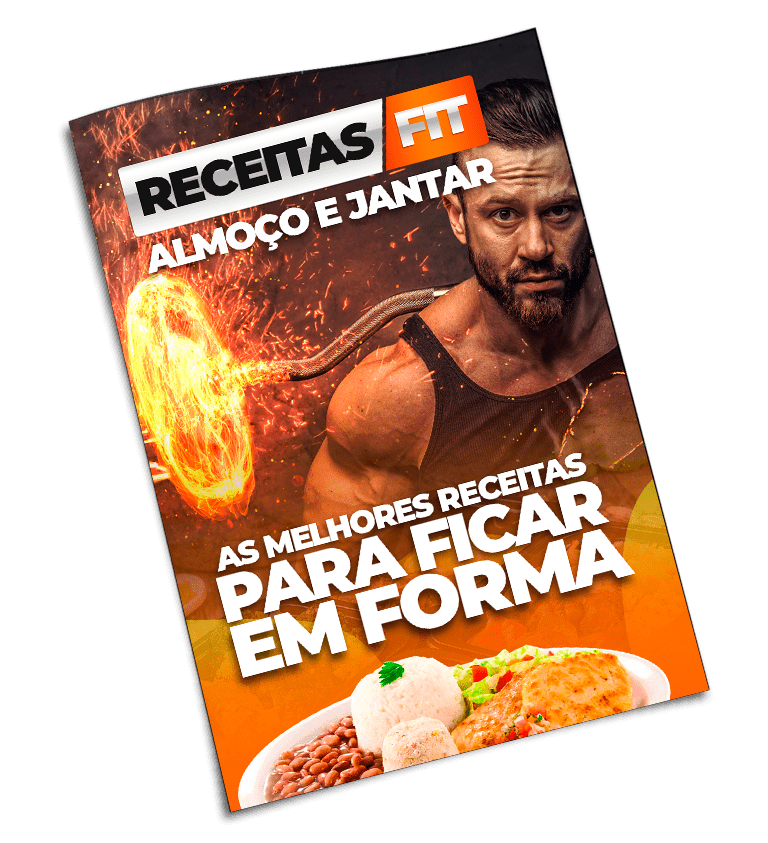 RECEITAS FIT
ALMOÇO E JANTAR
AS MELHORES RECEITAS
PARA FICAR
EM FORMA